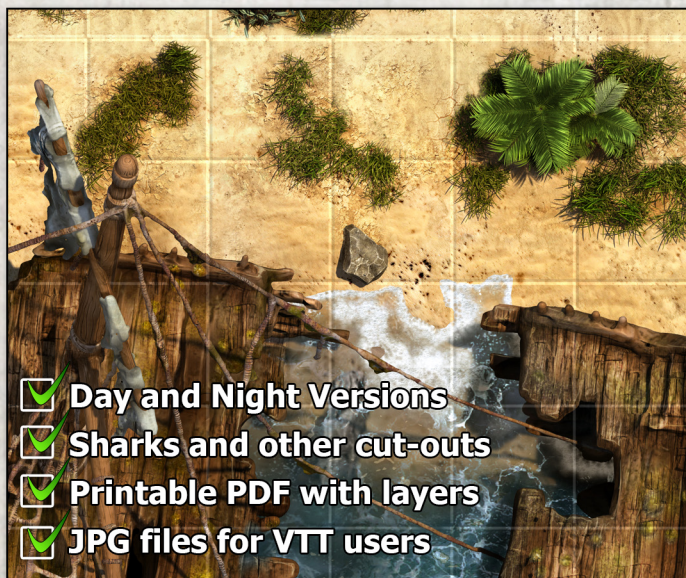 Day and Night Versions
Sharks and other cut-outs
Printable PDF with layers
JPG files for VTT users